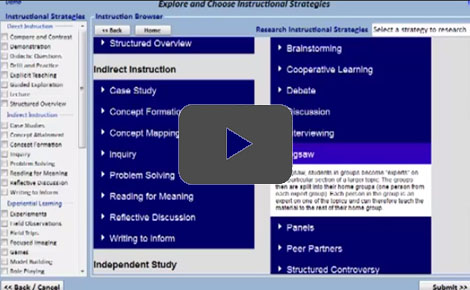 Demo
Explore and Choose Instructional Strategies
Instructional Strategies
Direct Instruction
Compare and Contrast
Demonstration
Didactic Questions
Drill and Practice
Explicit Teaching
Guided Exploration
Lecture
Structured Overview
Indirect Instruction
Case Studies
Concept Attainment
Concept Formation
Inquiry
Problem Solving
Reading for Meaning
Reflective Discussion
Writing to Inform
Experiential Learning
Experiements
Field Observations
Field Trips
Focused Imaging
Games
Model Building
Role Playing
Instruction Browser
<< Back
Home
Research Instructional Strategies
Select a strategy to research
Structured Overview
Indirect Instruction
Case Study
Concept Formation
Concept Mapping
Inquiry
Problem Solving
Reading for Meaning
Reflective Discussion
Writing to Inform
Independent Study
Brainstorming
Cooperative Learning
Debate
students in groups become "experts" on
particular section of a larger topic. The groups
then are split into their home groups (one person from
each expert group). Each person in the group is an
expert on one of the topics and can therefore teach the
material to the rest of their home group.
Panels
Peer Partners
Structured Controversy
<< Back / Cancel
Submit >>